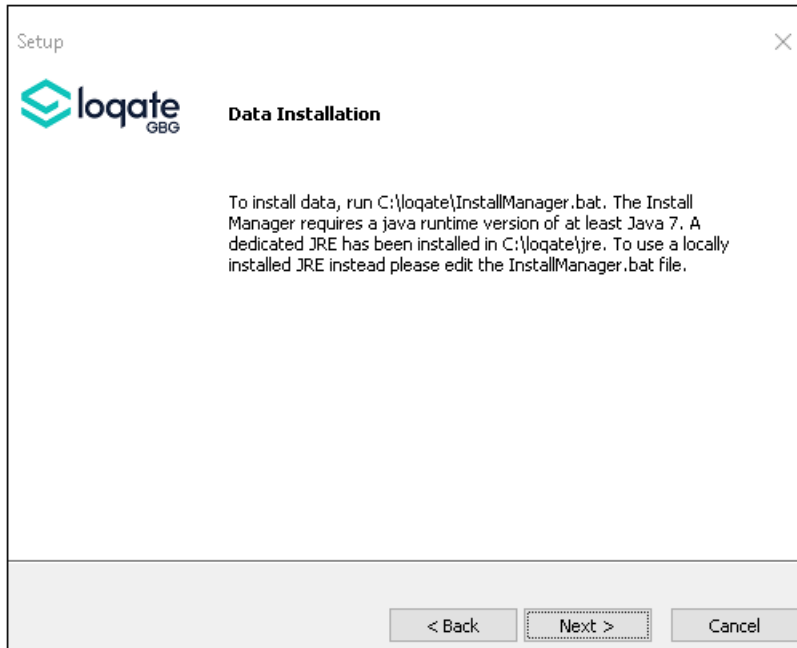 Setup
loqate
GBG
Data Installation
To install data, run C:\loqate\InstallManager.bat. The Install
Manager requires a java runtime version of at least Java 7. A
dedicated JRE has been installed in C:\loqate\jre. To use a locally
installed JRE instead please edit the InstallManager.bat file.
< Back
Next >
Cancel